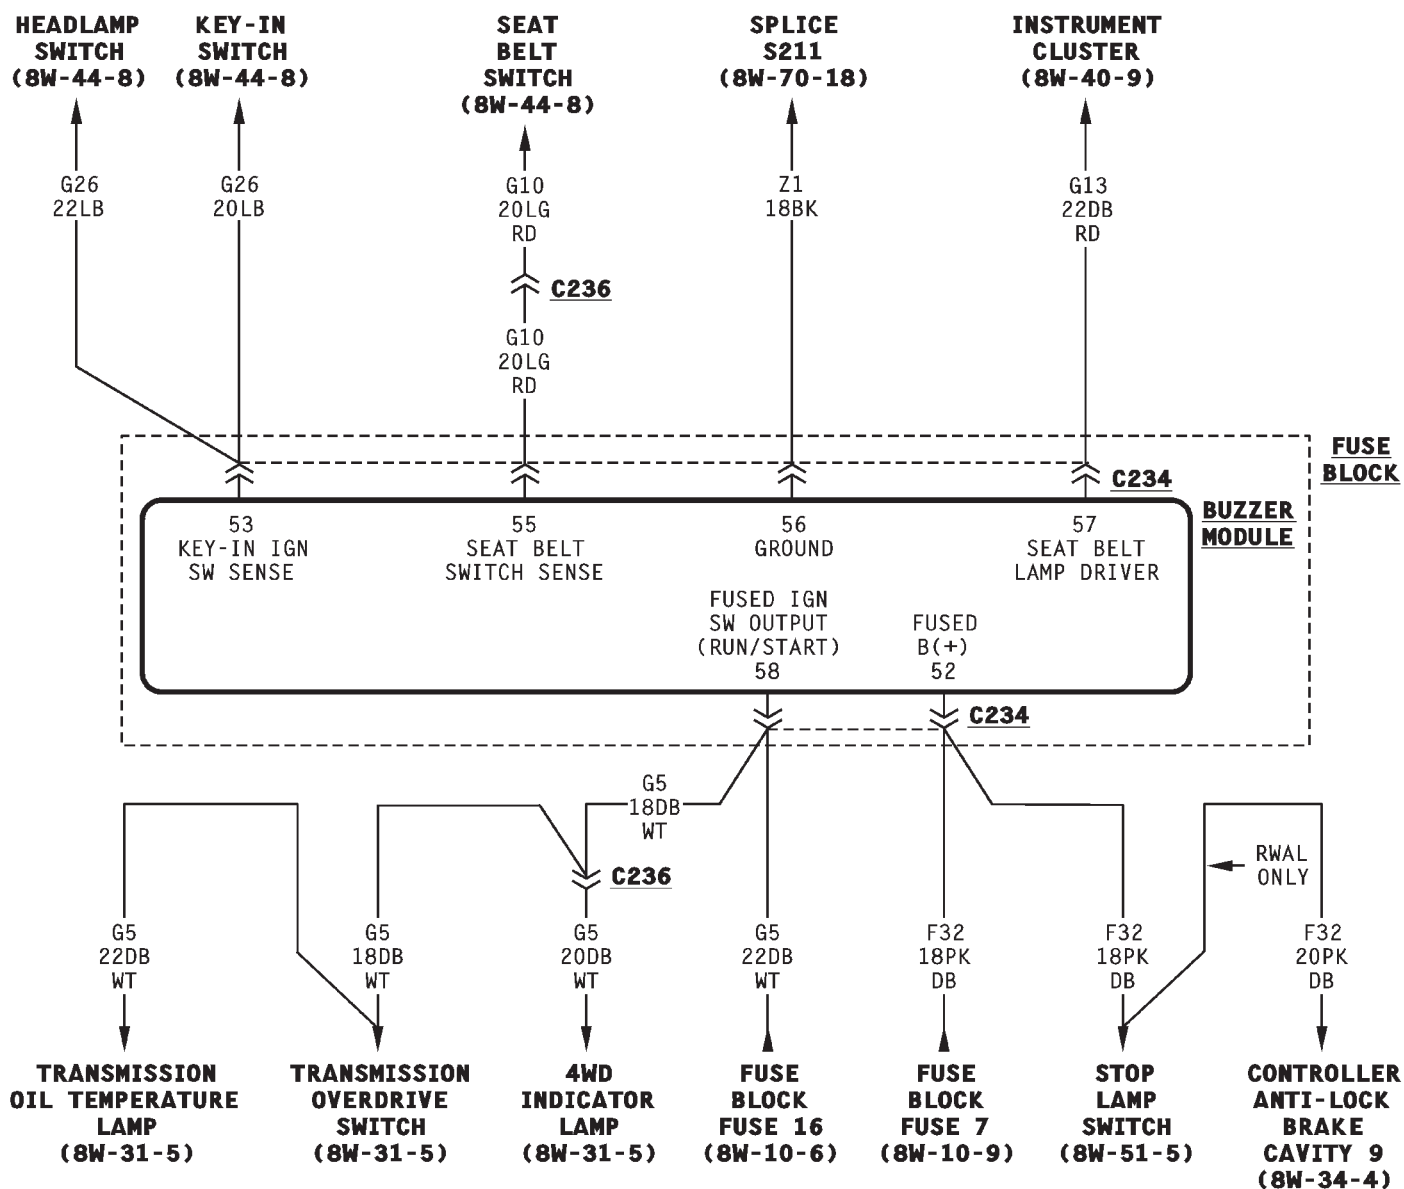 HEADLAMP
SWITCH
(8W-44-8)
KEY-IN
SWITCH
(8W-44-8)
SEAT
BELT
SWITCH
(8W-44-8)
SPLICE
S211
(8W-70-18)
INSTRUMENT
CLUSTER
(8W-40-9)
G26
22LB
G26
20LB
G10
20LG
RD
Z1
18BK
G13
22DB
RD
C236
G10
20LG
RD
FUSE
BLOCK
C234
BUZZER
MODULE
53
KEY-IN IGN
SW SENSE
55
SEAT BELT
SWITCH SENSE
56
GROUND
57
SEAT BELT
LAMP DRIVER
FUSED IGN
SW OUTPUT
(RUN/START)
58
FUSED
B(+)
52
C234
G5
18DB
WT
C236
RWAL
ONLY
G5
22DB
WT
G5
18DB
WT
G5
20DB
WT
G5
22DB
WT
F32
18PK
DB
F32
18PK
DB
F32
20PK
DB
TRANSMISSION
OIL TEMPERATURE
LAMP
(8W-31-5)
TRANSMISSION
OVERDRIVE
SWITCH
(8W-31-5)
4WD
INDICATOR
LAMP
(8W-31-5)
FUSE
BLOCK
FUSE 16
(8W-10-6)
FUSE
BLOCK
FUSE 7
(8W-10-9)
STOP
LAMP
SWITCH
(8W-51-5)
CONTROLLER
ANTI-LOCK
BRAKE
CAVITY 9
(8W-34-4)